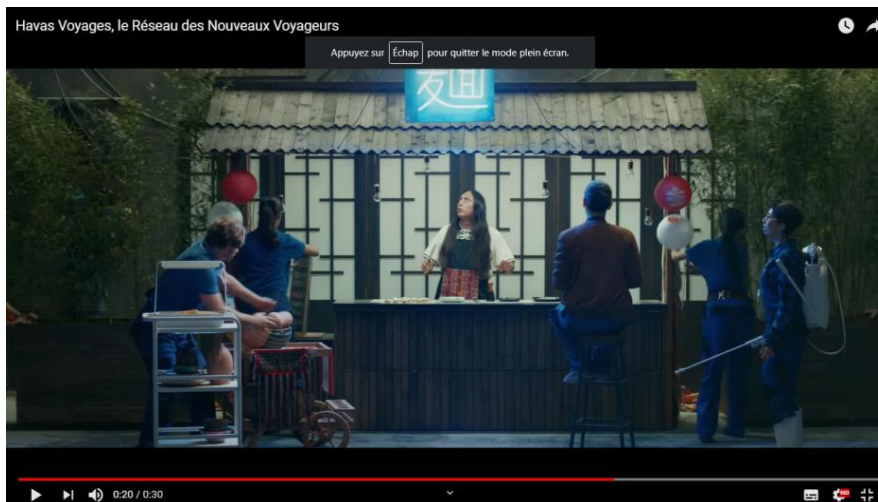 Havas Voyages, le Réseau des Nouveaux Voyageurs
Appuyez sur Échap pour quitter le mode plein écran.
麺
0:20 / 0:30
HD